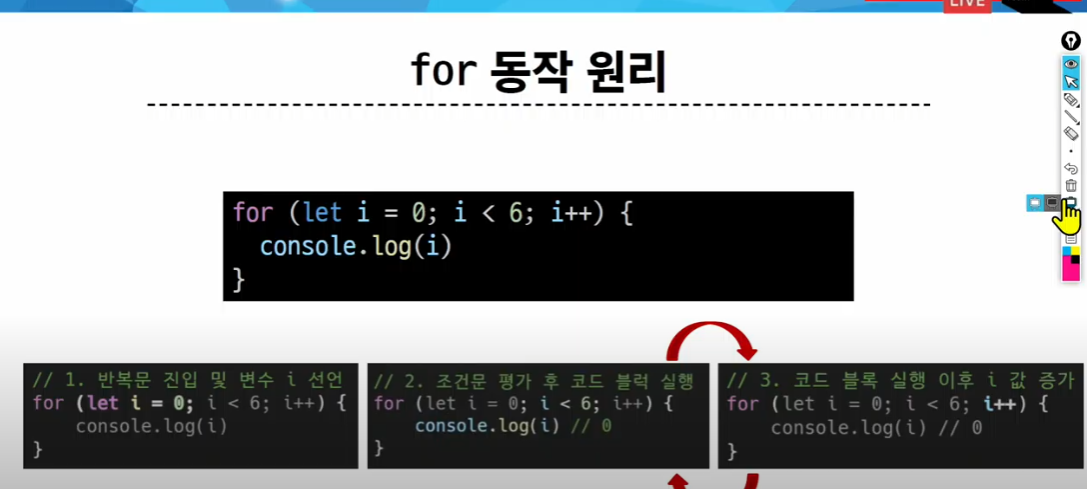 LIVE
for 동작 원리
for (let i = 0; i < 6; i++) {
  console.log(i)
}
// 1. 반복문 진입 및 변수 i 선언
for (let i = 0; i < 6; i++) {
    console.log(i)
}
// 2. 조건문 평가 후 코드 블럭 실행
for (let i = 0; i < 6; i++) {
    console.log(i) // 0
}
// 3. 코드 블록 실행 이후 i 값 증가
for (let i = 0; i < 6; i++) {
    console.log(i) // 0
}